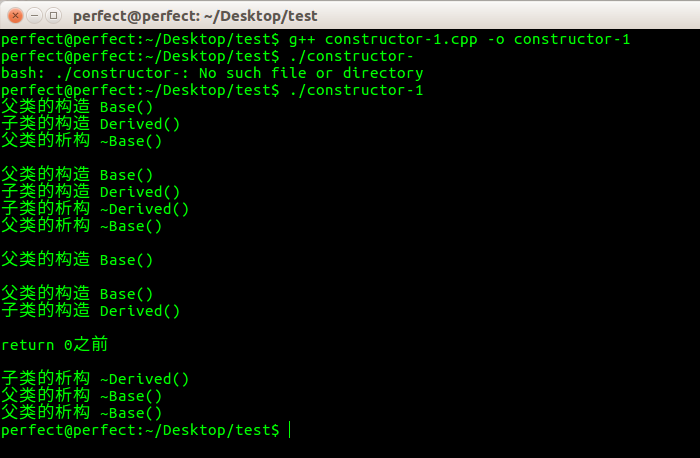 perfect@perfect: ~/Desktop/test
perfect@perfect:~/Desktop/test$ g++ constructor-1.cpp -o constructor-1
perfect@perfect:~/Desktop/test$ ./constructor-
bash: ./constructor-: No such file or directory
perfect@perfect:~/Desktop/test$ ./constructor-1
父类的构造 Base()
子类的构造 Derived()
父类的析构 ~Base()
父类的构造 Base()
子类的构造 Derived()
子类的析构 ~Derived()
父类的析构 ~Base()
父类的构造 Base()
父类的构造 Base()
子类的构造 Derived()
return 0之前
子类的析构 ~Derived()
父类的析构 ~Base()
父类的析构 ~Base()
perfect@perfect:~/Desktop/test$